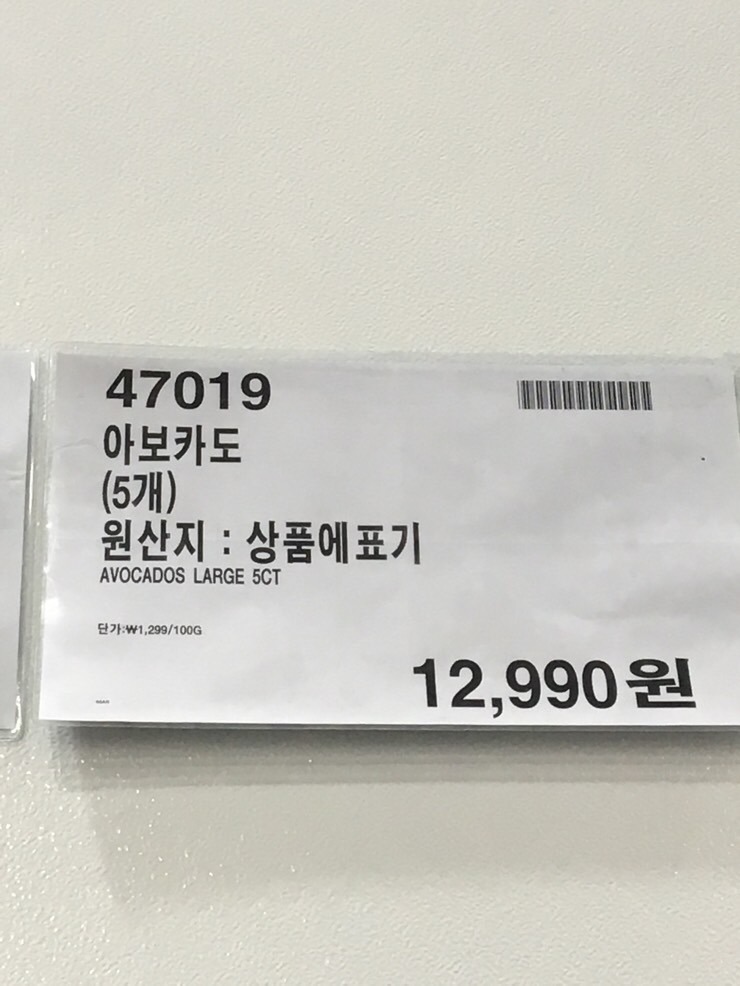 47019
아보카도
(5개)
원산지 : 상품에표기
AVOCADOS LARGE 5CT
단가:₩1,299/100G
12,990원